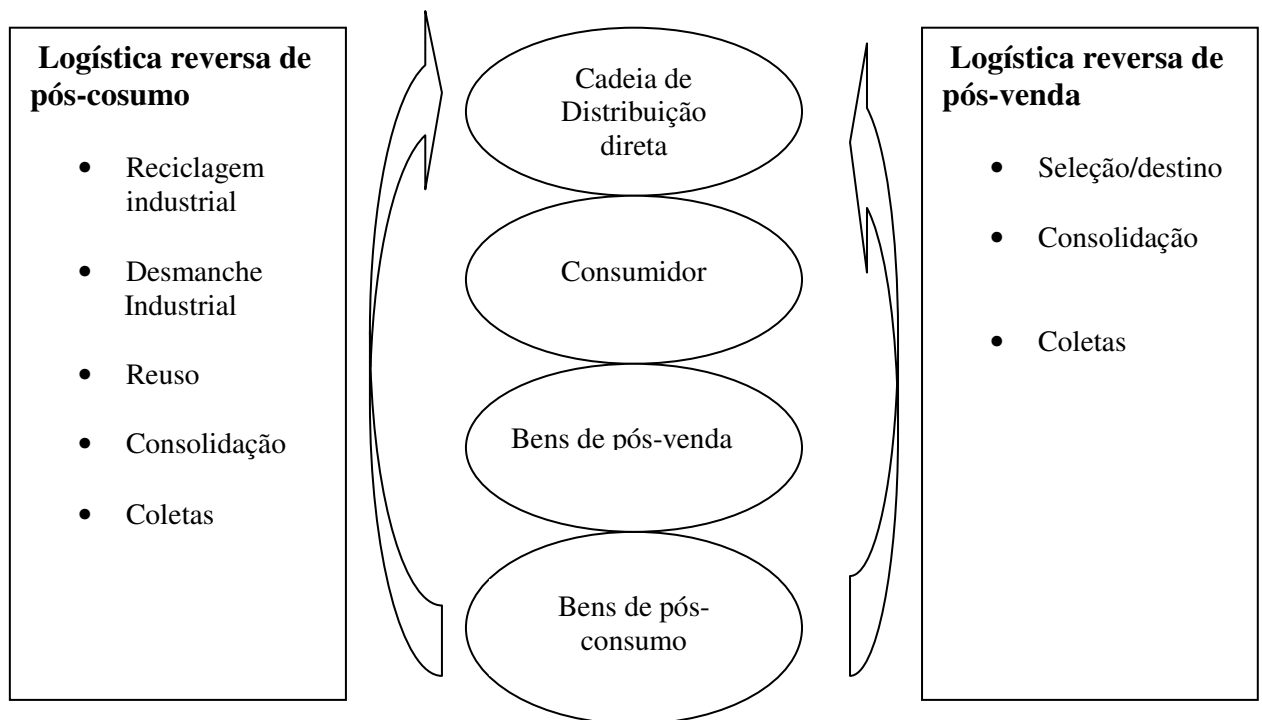 Logística reversa de
pós-cosumo
• Reciclagem
industrial
• Desmanche
Industrial
• Reuso
• Consolidação
• Coletas
Cadeia de
Distribuição
direta
Consumidor
Bens de pós-venda
Bens de pós-
consumo
Logística reversa de
pós-venda
• Seleção/destino
• Consolidação
• Coletas